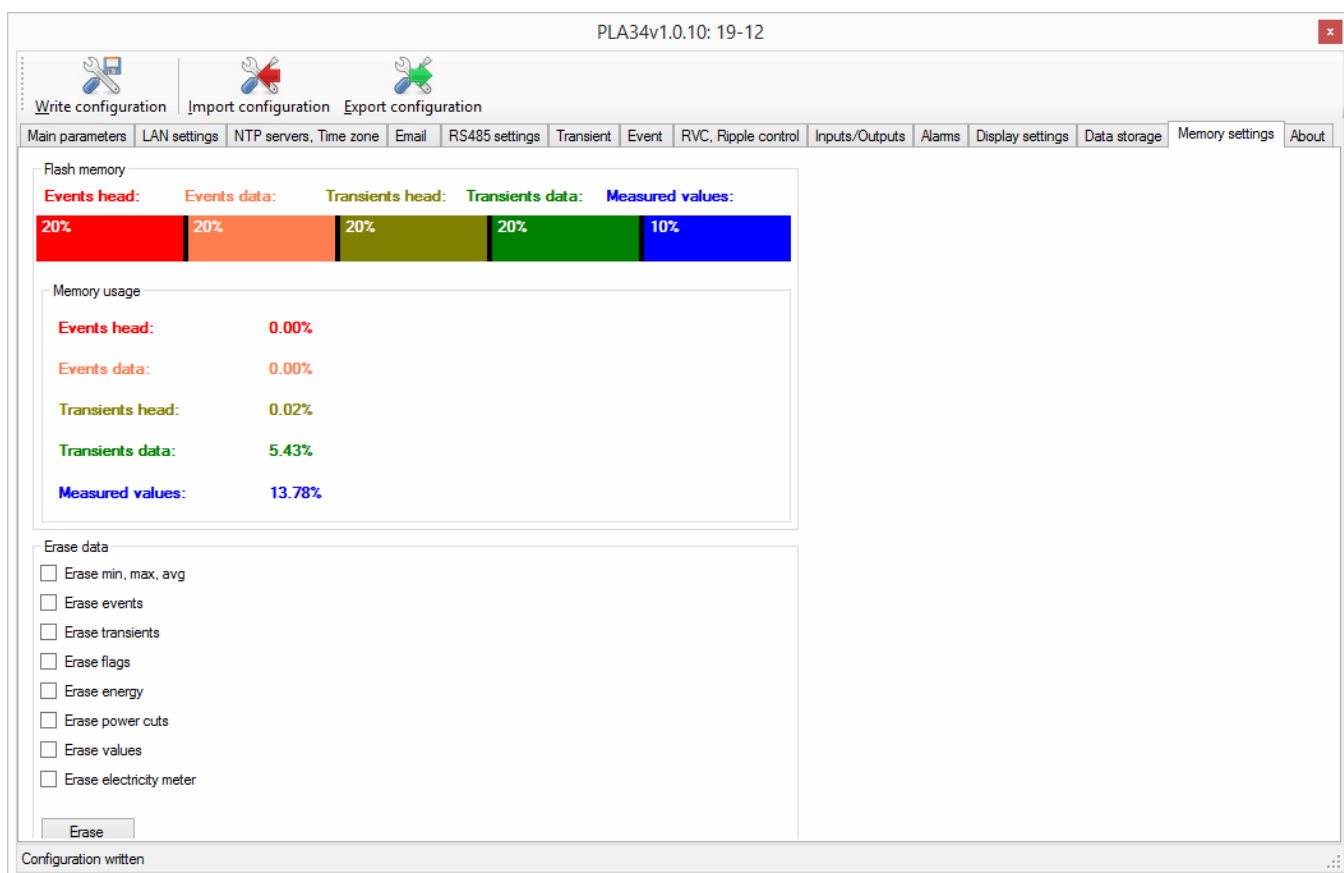 PLA34v1.0.10: 19-12
x
Write configuration Import configuration Export configuration
Main parameters LAN settings NTP servers, Time zone Email RS485 settings Transient Event RVC, Ripple control Inputs/Outputs Alarms Display settings Data storage Memory settings About
Flash memory
Events head: Events data: Transients head: Transients data: Measured values:
20% 20% 20% 20% 10%
Memory usage
Events head: 0.00%
Events data: 0.00%
Transients head: 0.02%
Transients data: 5.43%
Measured values: 13.78%
Erase data
Erase min, max, avg
Erase events
Erase transients
Erase flags
Erase energy
Erase power cuts
Erase values
Erase electricity meter
Erase
Configuration written